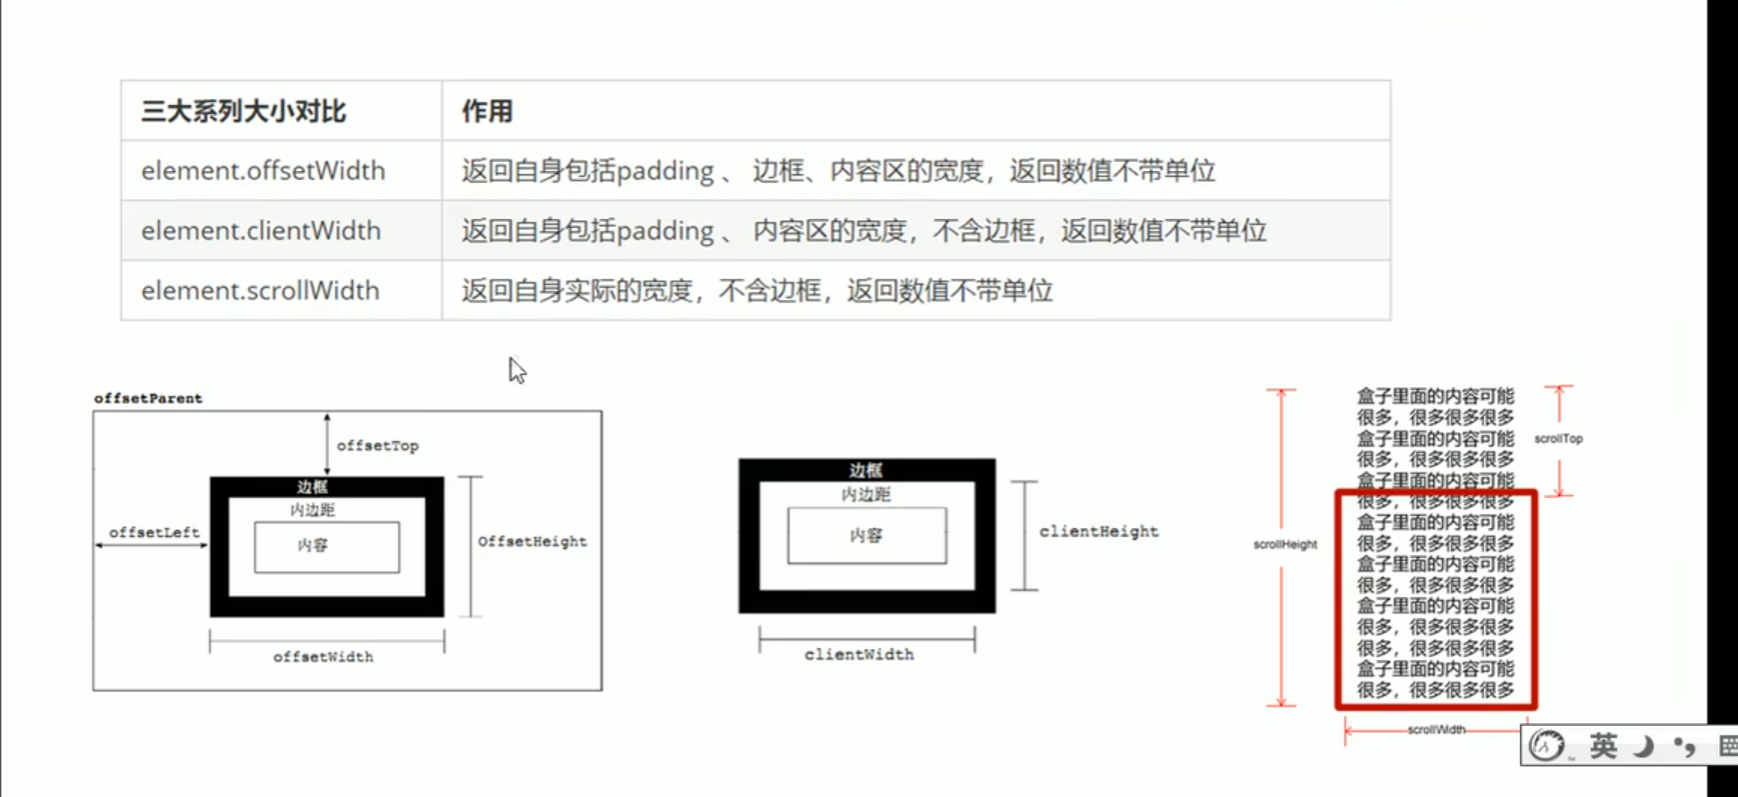 三大系列大小对比 作用
element.offsetWidth 返回自身包括padding 、 边框、内容区的宽度，返回数值不带单位
element.clientWidth 返回自身包括padding 、 内容区的宽度，不含边框，返回数值不带单位
element.scrollWidth 返回自身实际的宽度，不含边框，返回数值不带单位
offsetParent
offsetTop
边框
内边距
内容
offsetLeft
OffsetHeight
offsetWidth
边框
内边距
内容
clientHeight
clientWidth
盒子里面的内容可能
很多，很多很多很多
盒子里面的内容可能
很多，很多很多很多
盒子里面的内容可能
很多，很多很多很多
盒子里面的内容可能
很多，很多很多很多
盒子里面的内容可能
很多，很多很多很多
盒子里面的内容可能
很多，很多很多很多
很多，很多很多很多
盒子里面的内容可能
很多，很多很多很多
scrollTop
scrollHeight
scrollWidth
英